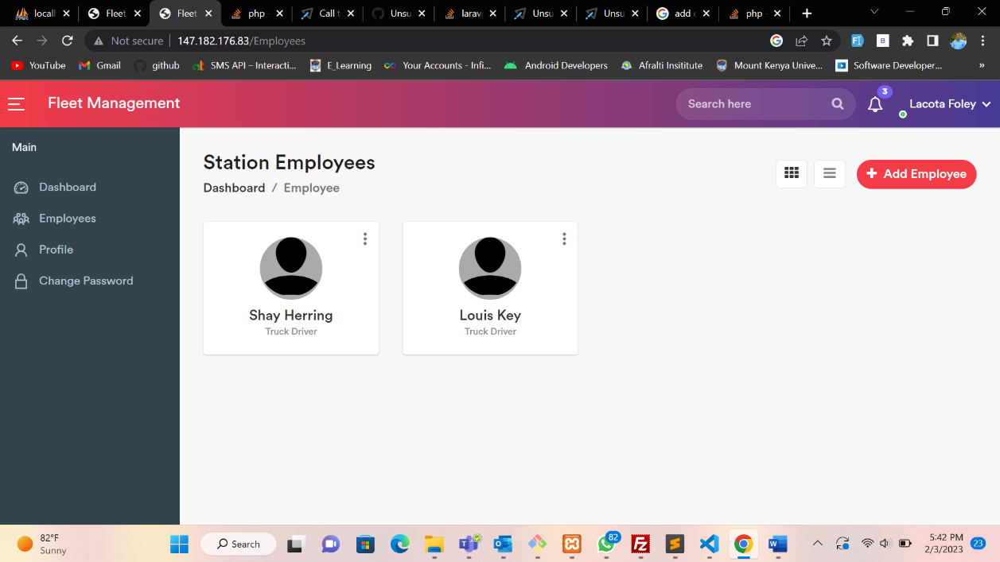 locall
Fleet
Fleet
php -
Call t
Unsu
larave
Unsu
Unsu
add c
php -
Not secure
147.182.176.83/Employees
YouTube
Gmail
github
SMS API – Interacti...
E_Learning
Your Accounts - Infi...
Android Developers
Afralti Insititute
Mount Kenya Unive...
Software Developer...
»
Fleet Management
Search here
3
Lacota Foley
Main
Dashboard
Employees
Profile
Change Password
Station Employees
Dashboard / Employee
+ Add Employee
Shay Herring
Truck Driver
Louis Key
Truck Driver
82°F
Sunny
Search
82
5:42 PM
2/3/2023
23